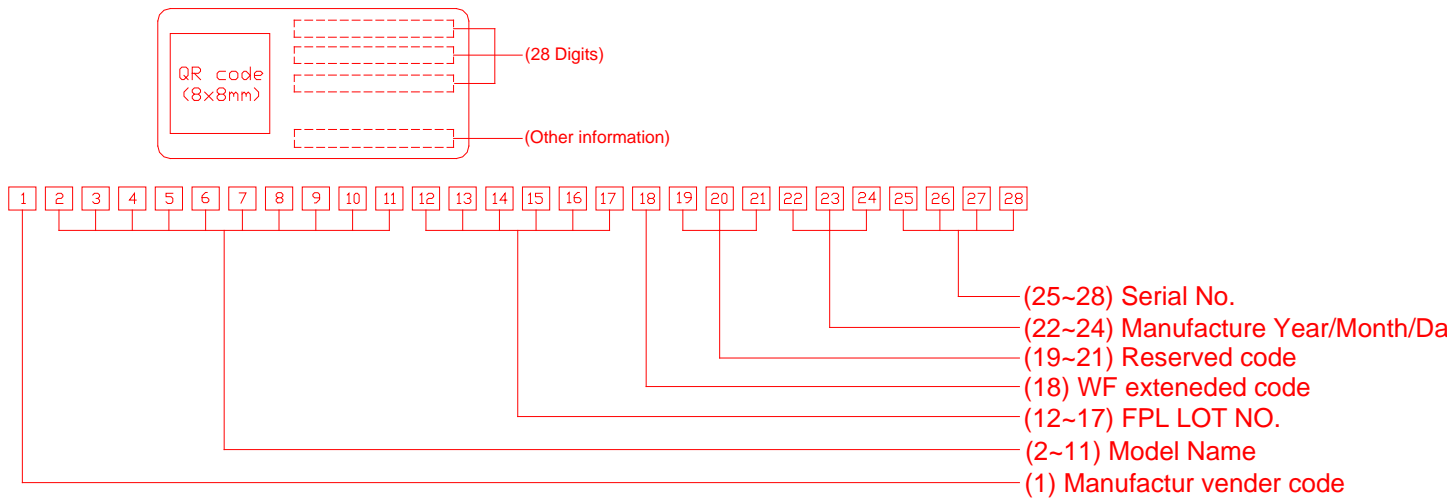 QR code
(8x8mm)
(28 Digits)
(Other information)
1 2 3 4 5 6 7 8 9 10 11 12 13 14 15 16 17 18 19 20 21 22 23 24 25 26 27 28
(25~28) Serial No.
(22~24) Manufacture Year/Month/Da
(19~21) Reserved code
(18) WF exteneded code
(12~17) FPL LOT NO.
(2~11) Model Name
(1) Manufactur vender code